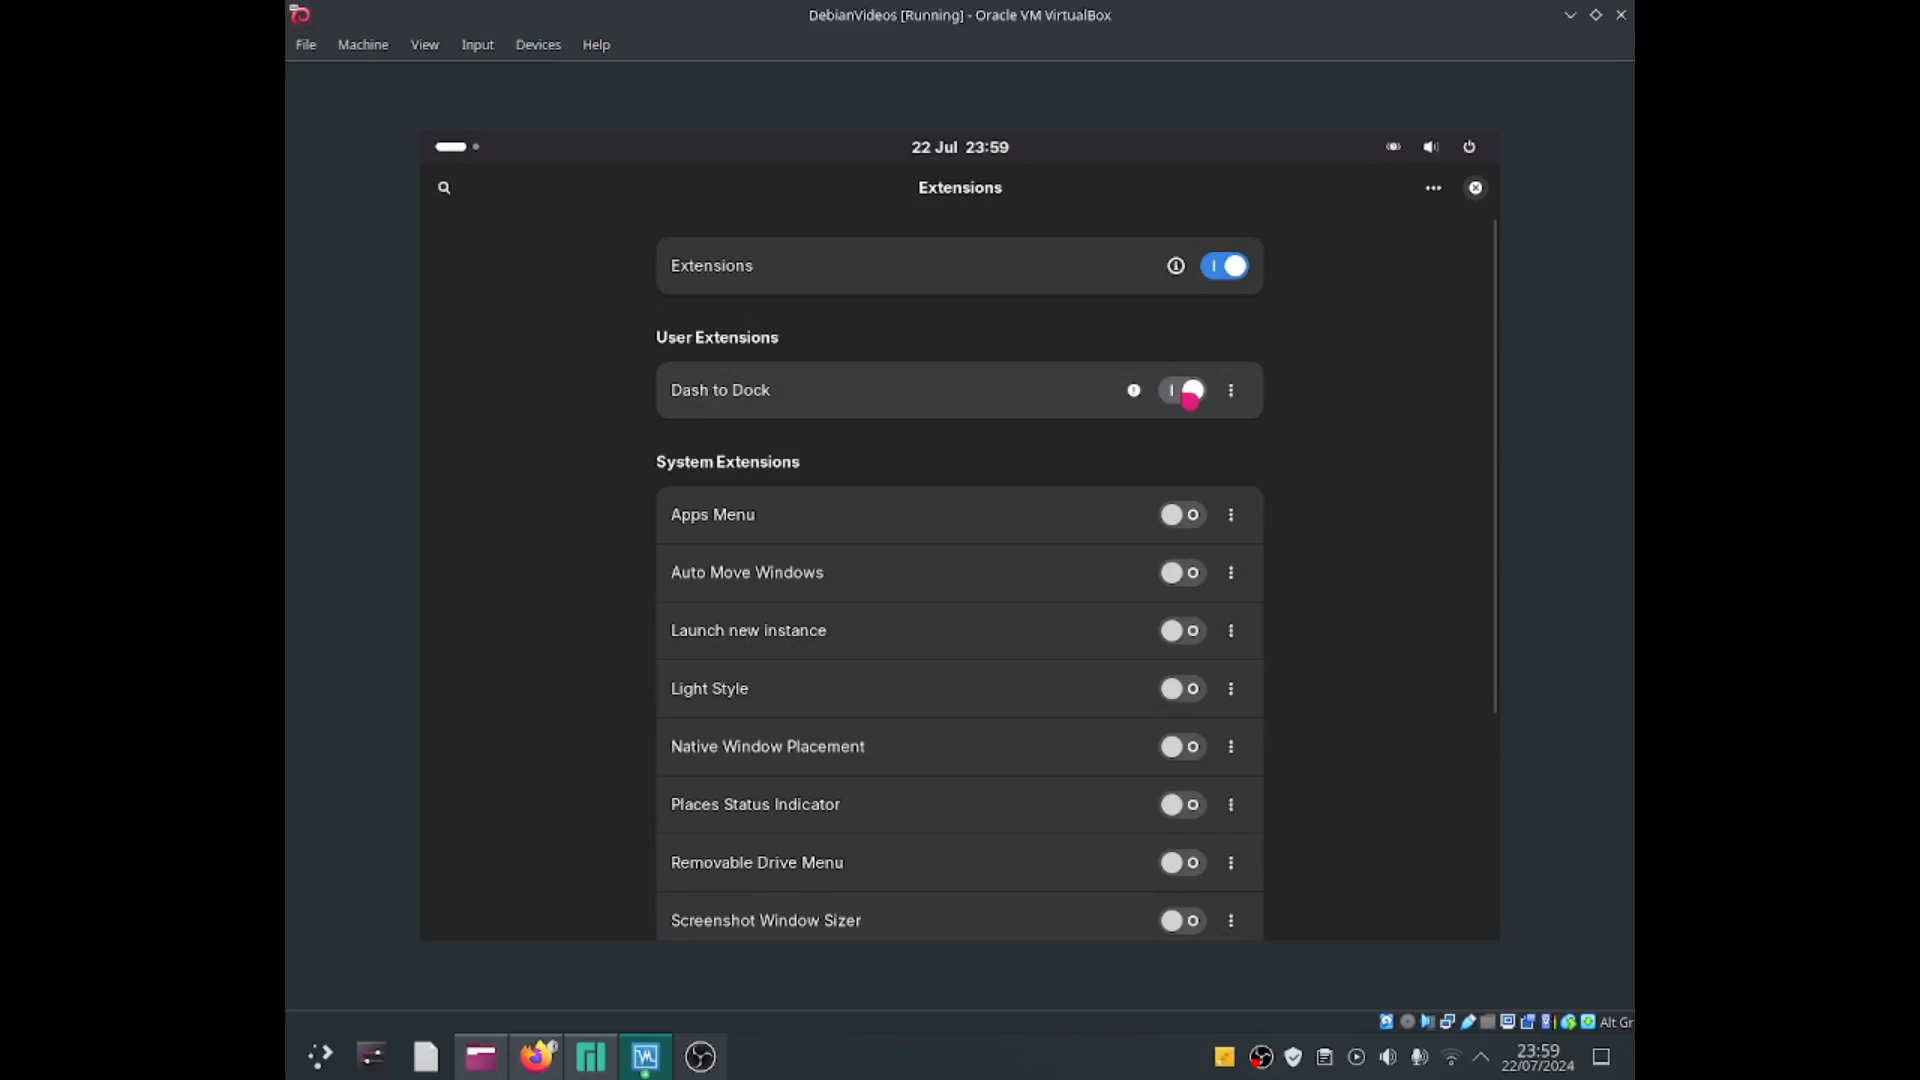 DebianVideos [Running] - Oracle VM VirtualBox
File Machine View Input Devices Help
22 Jul 23:59
Extensions
Extensions
User Extensions
Dash to Dock
System Extensions
Apps Menu
Auto Move Windows
Launch new instance
Light Style
Native Window Placement
Places Status Indicator
Removable Drive Menu
Screenshot Window Sizer
Alt Gr
23:59
22/07/2024